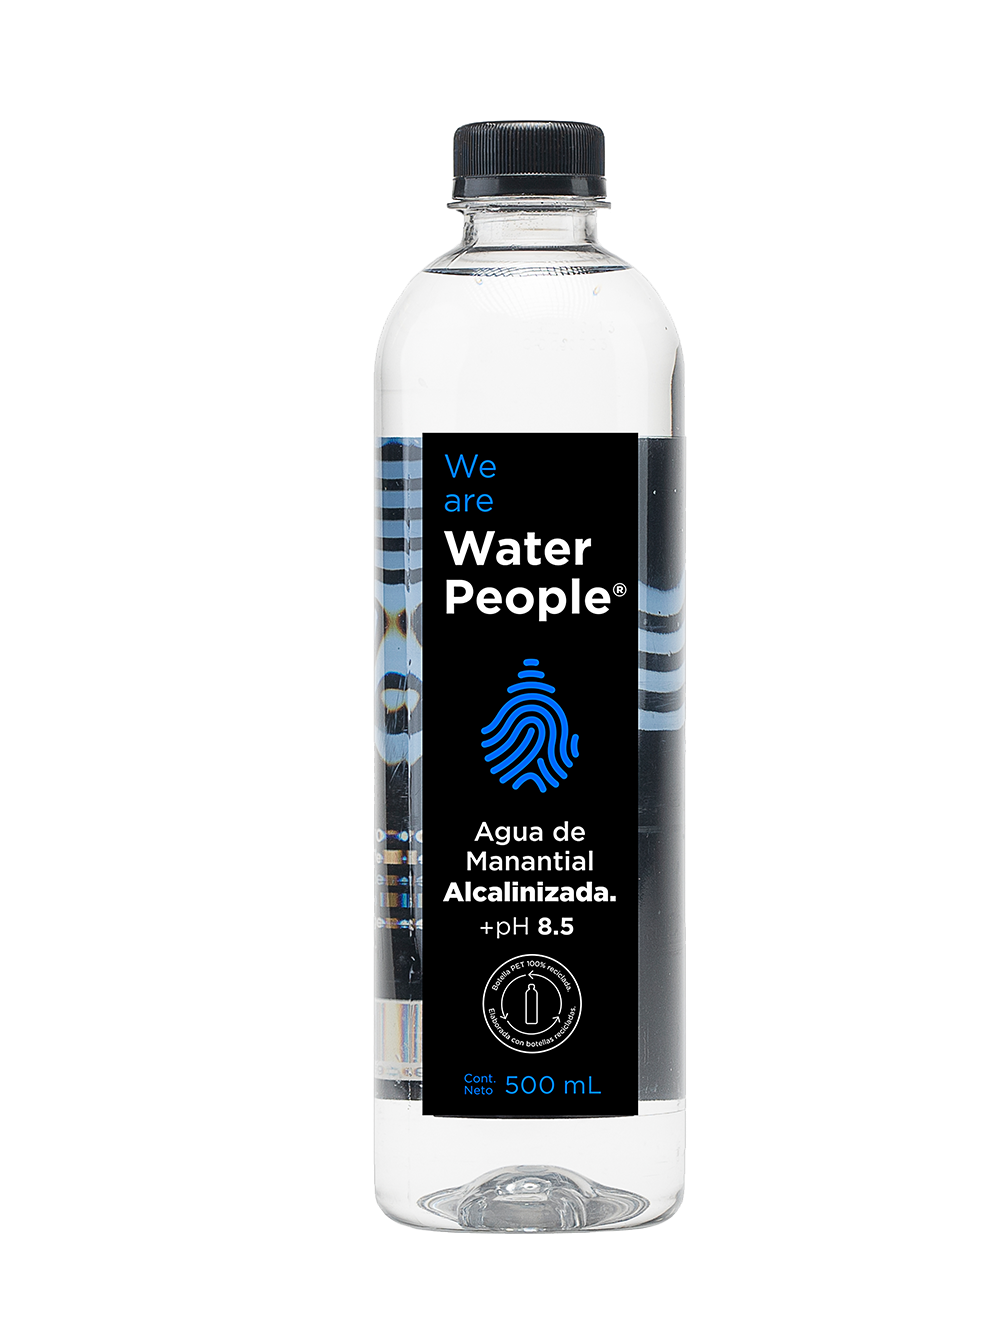 We
are
Water
People®
Agua de
Manantial
Alcalinizada.
+pH 8.5
Botella PET 100% reciclada.
Elaborada con botellas recicladas.
Cont.
Neto 500 mL